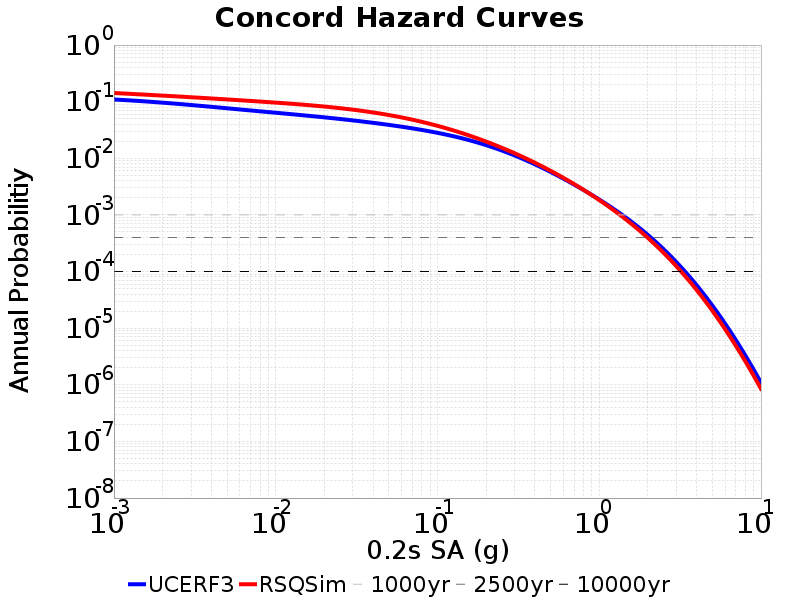 Concord Hazard Curves
10^0
10^-1
10^-2
10^-3
10^-4
10^-5
10^-6
10^-7
10^-8
Annual Probabilitiy
10^-3 10^-2 10^-1 10^0 10^1
0.2s SA (g)
UCERF3 RSQSim 1000yr 2500yr 10000yr